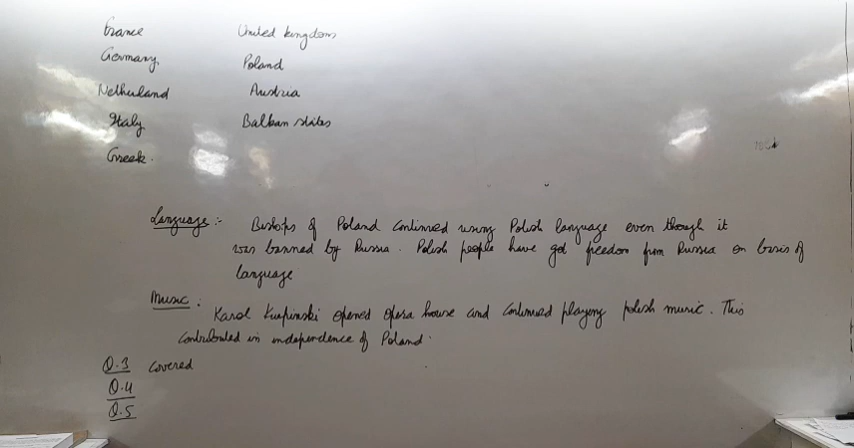 France United kingdom
Germany, Poland
Netherland Austria
Italy Balkan states
Greek.
Language :- Bishops of Poland continued using Polish language even though it
was banned by Russia. Polish people have got freedom from Russia on basis of
language
Music :
Karol Kurpinski opened opera house and continued playing polish music. This
contributed in independence of Poland.
Q.3 covered
Q.4
Q.5